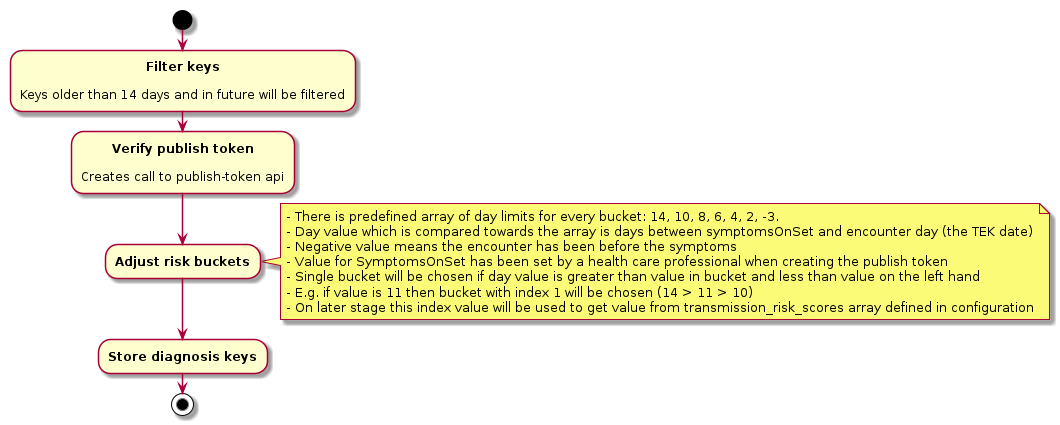 Filter keys
Keys older than 14 days and in future will be filtered
Verify publish token
Creates call to publish-token api
- There is predefined array of day limits for every bucket: 14, 10, 8, 6, 4, 2, -3.
- Day value which is compared towards the array is days between symptomsOnSet and encounter day (the TEK date)
- Negative value means the encounter has been before the symptoms
- Value for SymptomsOnSet has been set by a health care professional when creating the publish token
- Single bucket will be chosen if day value is greater than value in bucket and less than value on the left hand
- E.g. if value is 11 then bucket with index 1 will be chosen (14 > 11 > 10)
- On later stage this index value will be used to get value from transmission_risk_scores array defined in configuration
Adjust risk buckets
Store diagnosis keys